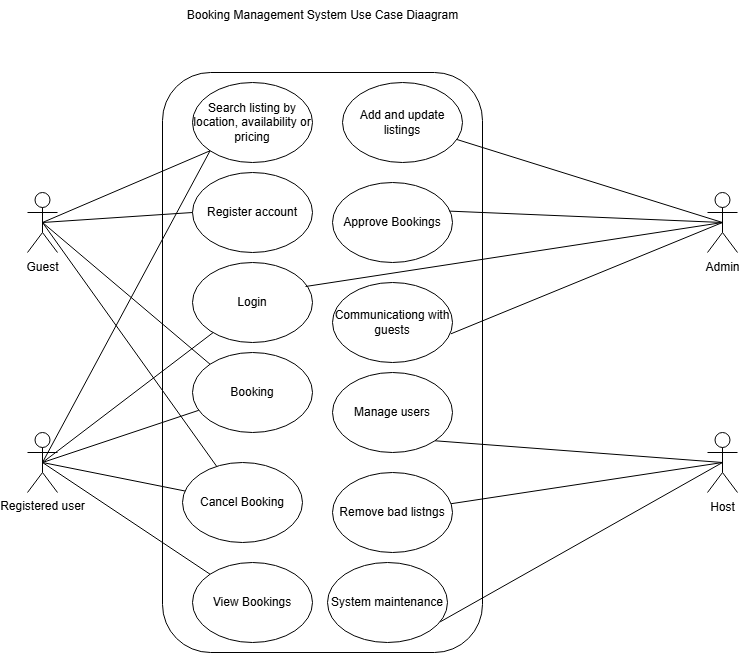 Booking Management System Use Case Diaagram
Search listing by
location, availability or
pricing
Add and update
listings
Register account
Approve Bookings
Guest
Admin
Login
Communicationg with
guests
Booking
Manage users
Cancel Booking
Remove bad listngs
Registered user
Host
View Bookings
System maintenance